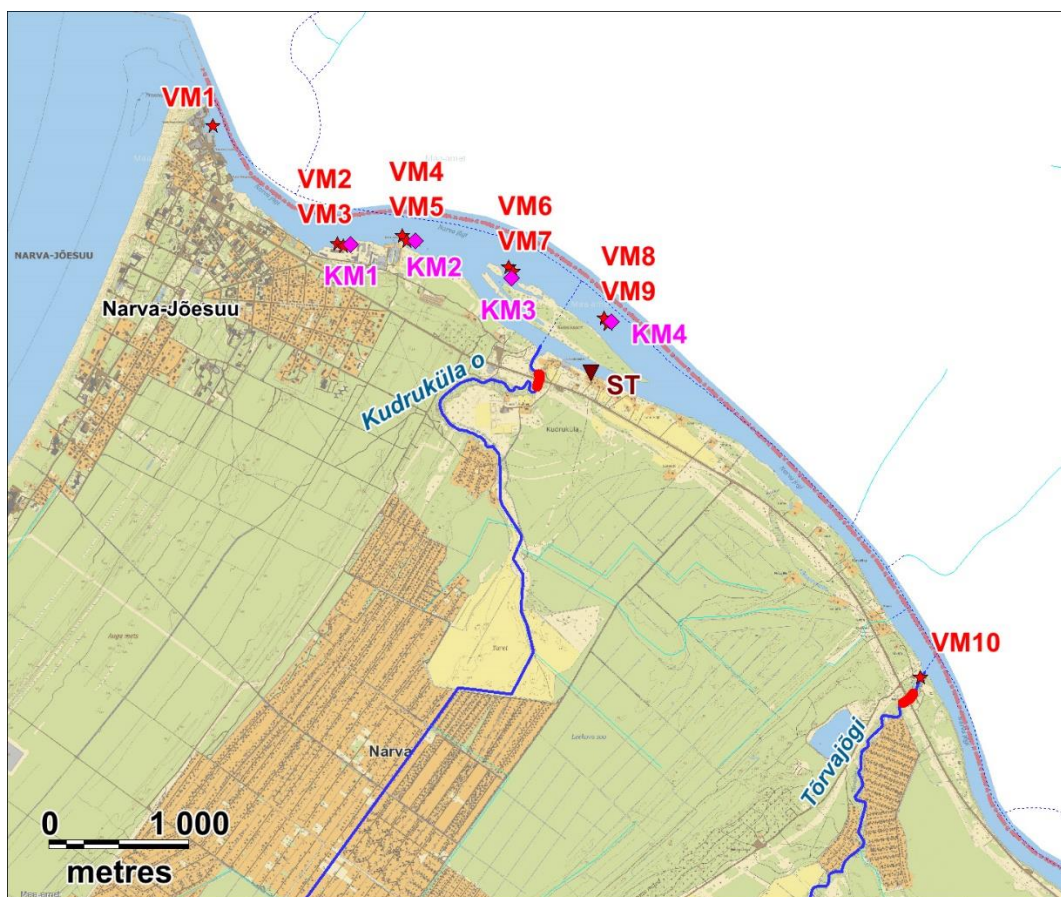 VM1
VM2
VM3
VM4
VM5
VM6
VM7
VM8
VM9
KM1
KM2
KM3
KM4
NARVA-JÕESUU
Narva-Jõesuu
Kudruküla o
ST
Kudruküla
VM10
Tõrvajõgi
Narva
0 1 000
metres